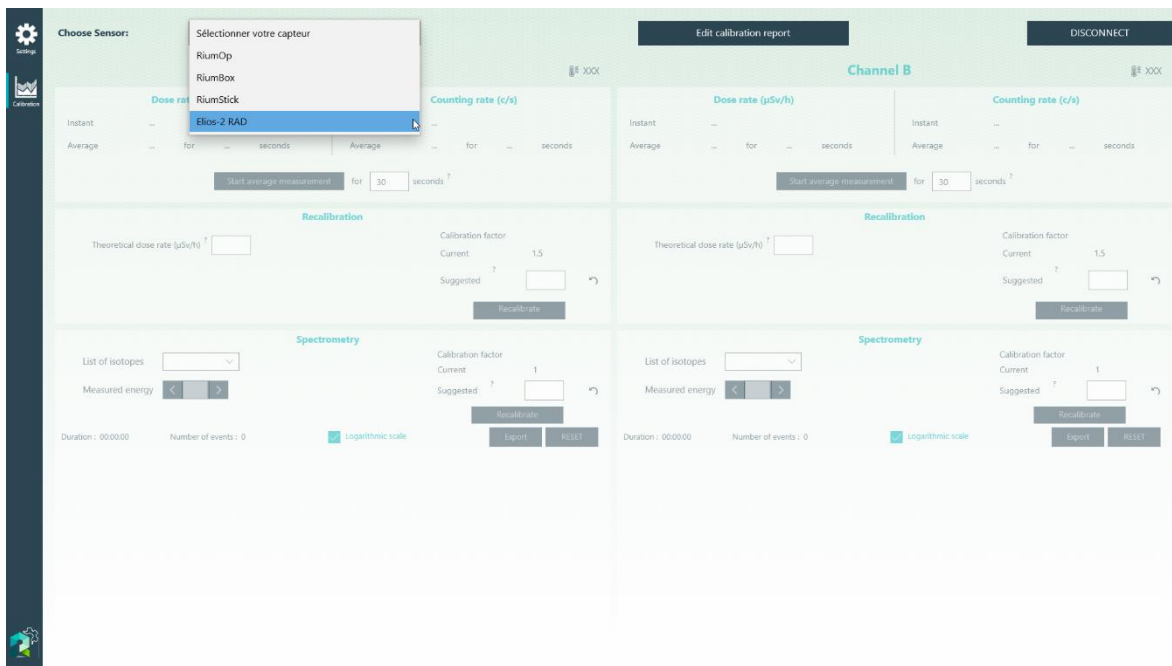 Settings
Calibration
Choose Sensor:
Sélectionner votre capteur
RiumOp
RiumBox
RiumStick
Elios-2 RAD
Edit calibration report
DISCONNECT
XXX
Dose rat
Counting rate (c/s)
Instant ... ...
Average ... for ... seconds Average ... for ... seconds
Start average measurement for 30 seconds ?
Recalibration
Theoretical dose rate (µSv/h) ?
Calibration factor
Current 1.5
Suggested ?
Recalibrate
Spectrometry
List of isotopes
Measured energy < >
Calibration factor
Current 1
Suggested ?
Recalibrate
Duration : 00:00:00 Number of events : 0 Logarithmic scale Export RESET
Channel B XXX
Dose rate (µSv/h) Counting rate (c/s)
Instant ... Instant ...
Average ... for ... seconds Average ... for ... seconds
Start average measurement for 30 seconds ?
Recalibration
Theoretical dose rate (µSv/h) ?
Calibration factor
Current 1.5
Suggested ?
Recalibrate
Spectrometry
List of isotopes
Measured energy < >
Calibration factor
Current 1
Suggested ?
Recalibrate
Duration : 00:00:00 Number of events : 0 Logarithmic scale Export RESET